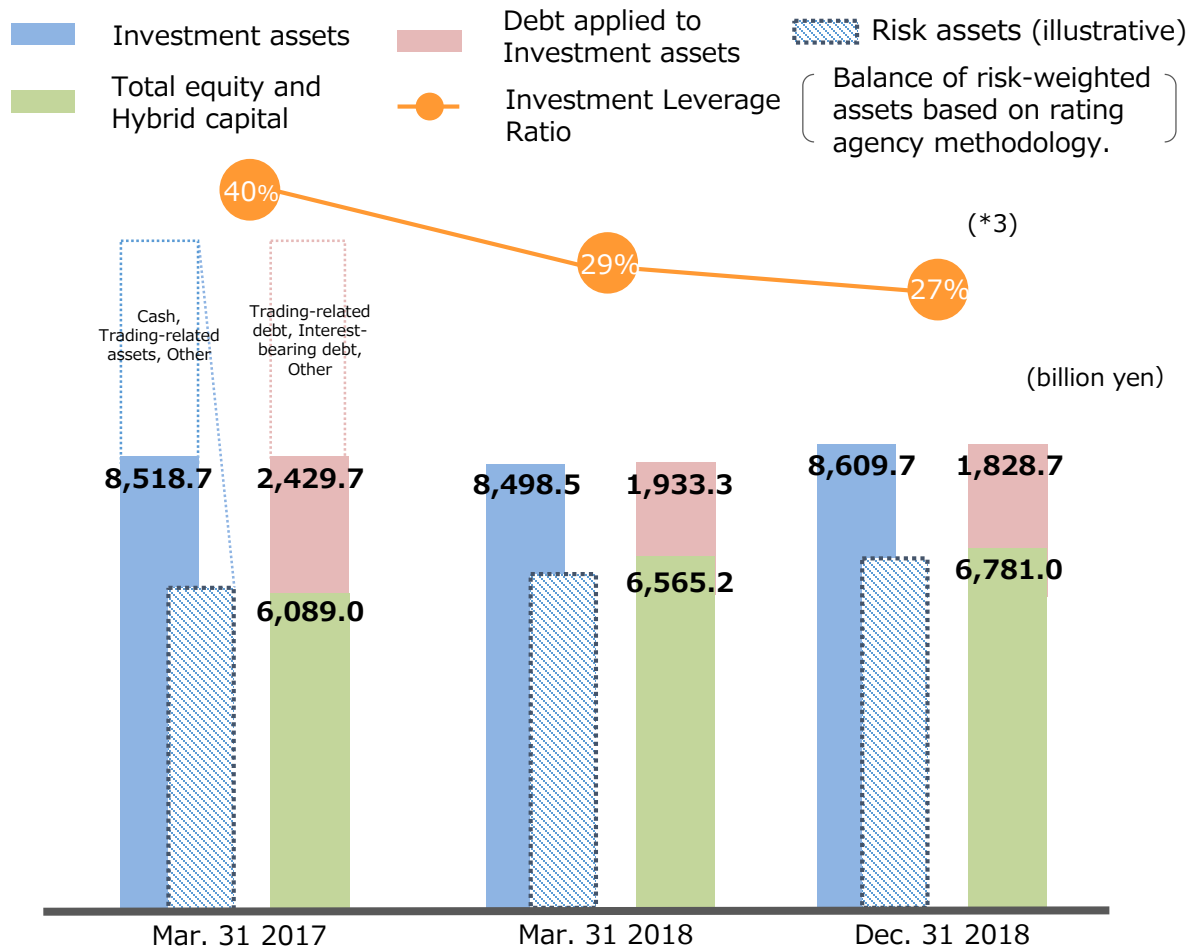 Investment assets
Debt applied to
Investment assets
Risk assets (illustrative)
Total equity and
Hybrid capital
Investment Leverage
Ratio
Balance of risk-weighted
assets based on rating
agency methodology.
40%
29%
27%
(*3)
Cash,
Trading-related
assets, Other
Trading-related
debt, Interest-
bearing debt,
Other
(billion yen)
8,518.7
2,429.7
6,089.0
8,498.5
1,933.3
6,565.2
8,609.7
1,828.7
6,781.0
Mar. 31 2017
Mar. 31 2018
Dec. 31 2018